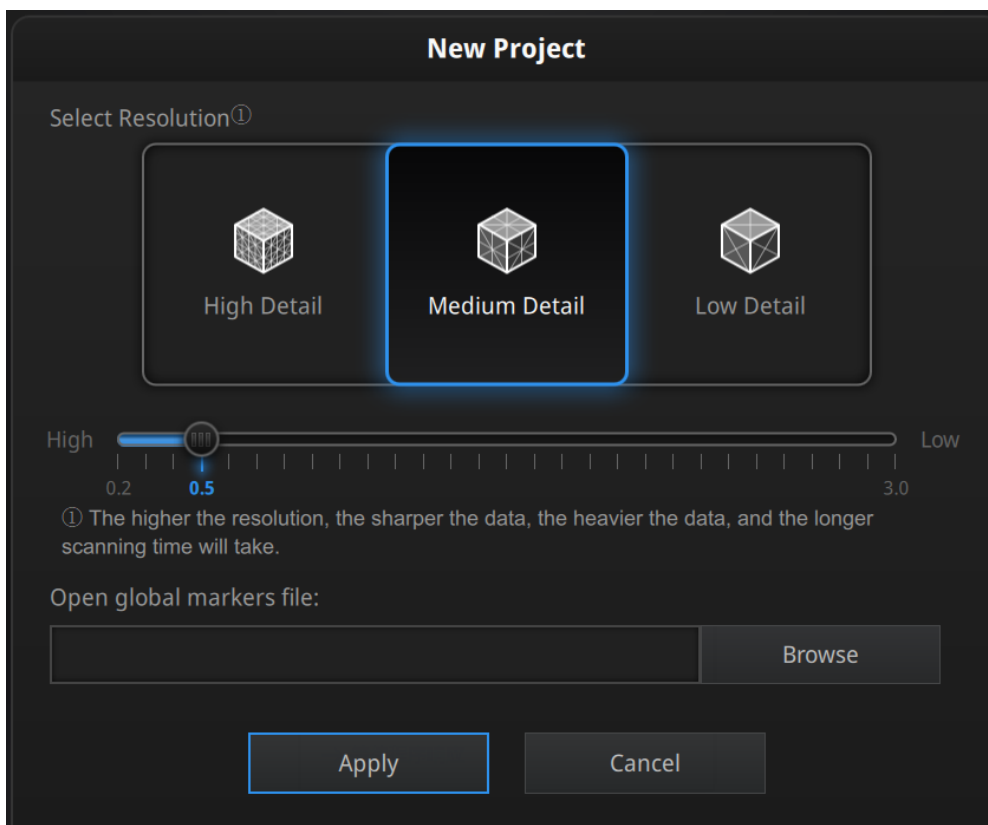 New Project
Select Resolution①
High Detail
Medium Detail
Low Detail
High
Low
0.2
0.5
3.0
① The higher the resolution, the sharper the data, the heavier the data, and the longer
scanning time will take.
Open global markers file:
Browse
Apply
Cancel